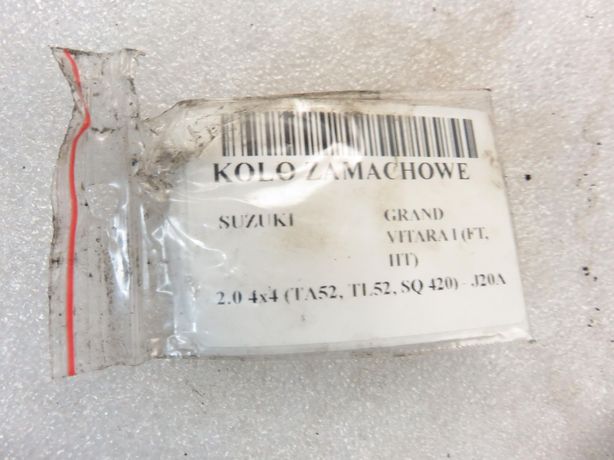 KOLO ZAMACHOWE
SUZUKI
GRAND
VITARA I (FT,
HT)
2.0 4x4 (TA52, TL52, SQ 420) - J20A